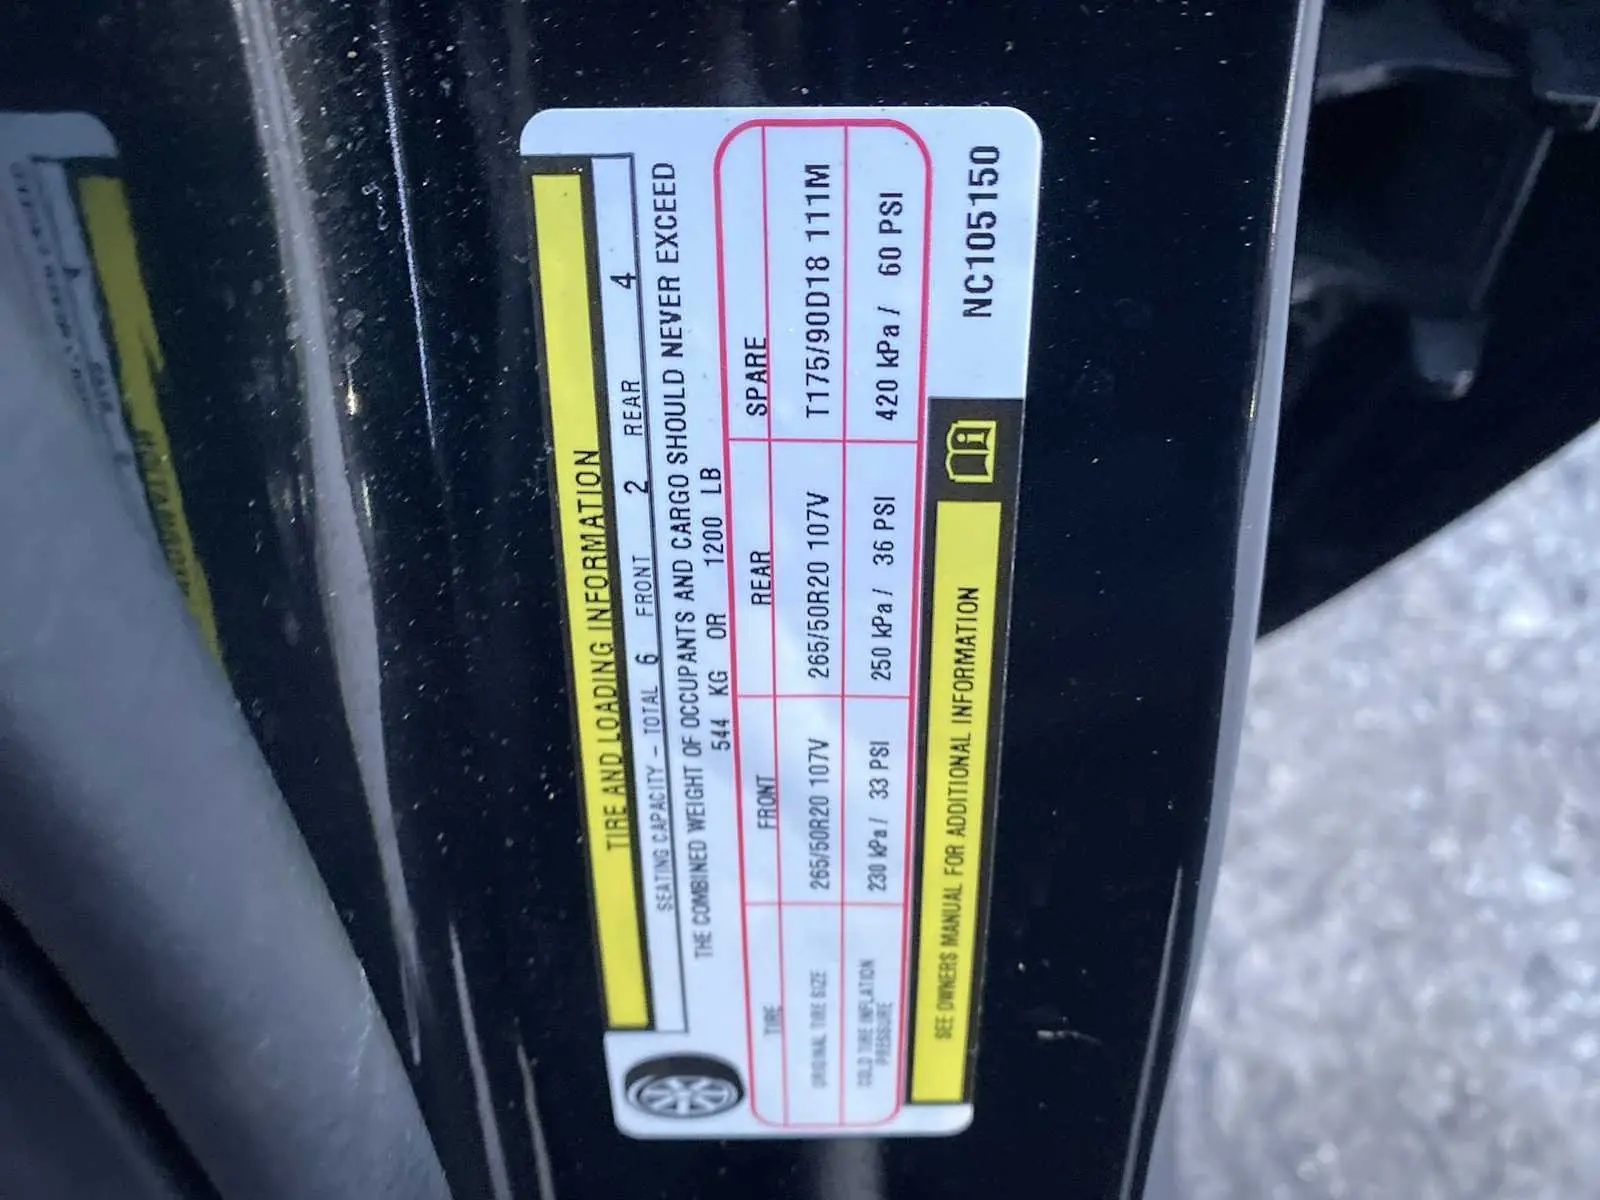 TIRE AND LOADING INFORMATION
SEATING CAPACITY – TOTAL 6 FRONT 2 REAR 4
THE COMBINED WEIGHT OF OCCUPANTS AND CARGO SHOULD NEVER EXCEED
544 KG OR 1200 LB
TIRE FRONT REAR SPARE
ORIGINAL TIRE SIZE 265/50R20 107V 265/50R20 107V T175/90D18 111M
COLD TIRE INFLATION PRESSURE 230 kPa / 33 PSI 250 kPa / 36 PSI 420 kPa / 60 PSI
SEE OWNERS MANUAL FOR ADDITIONAL INFORMATION
NC105150